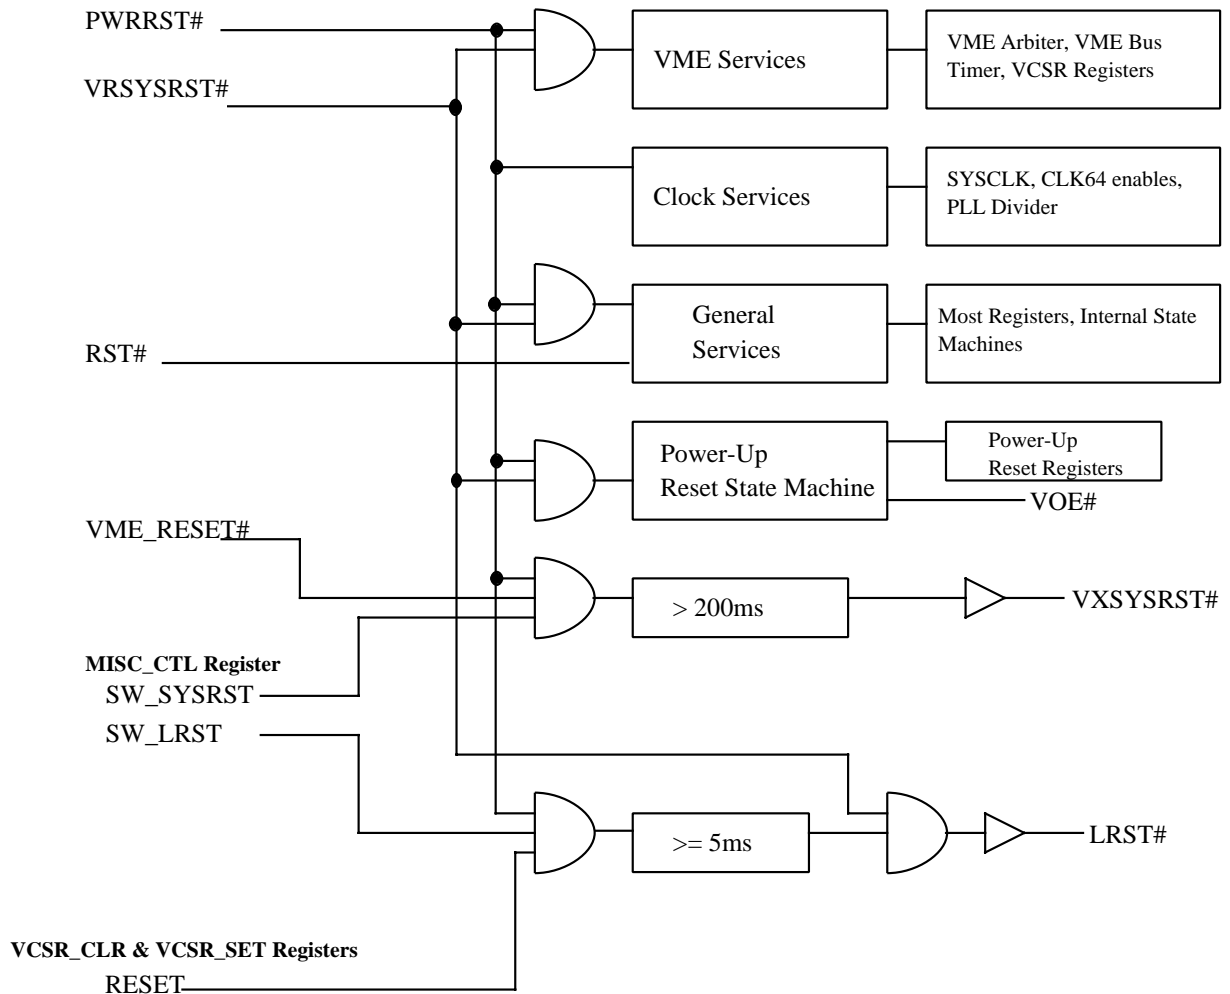 PWRRST#
VME Services
VME Arbiter, VME Bus
Timer, VCSR Registers
VRSYSRST#
Clock Services
SYSCLK, CLK64 enables,
PLL Divider
General
Services
Most Registers, Internal State
Machines
RST#
Power-Up
Reset State Machine
Power-Up
Reset Registers
VOE#
VME_RESET#
> 200ms
VXSYSRST#
MISC_CTL Register
SW_SYSRST
SW_LRST
>= 5ms
LRST#
VCSR_CLR & VCSR_SET Registers
RESET